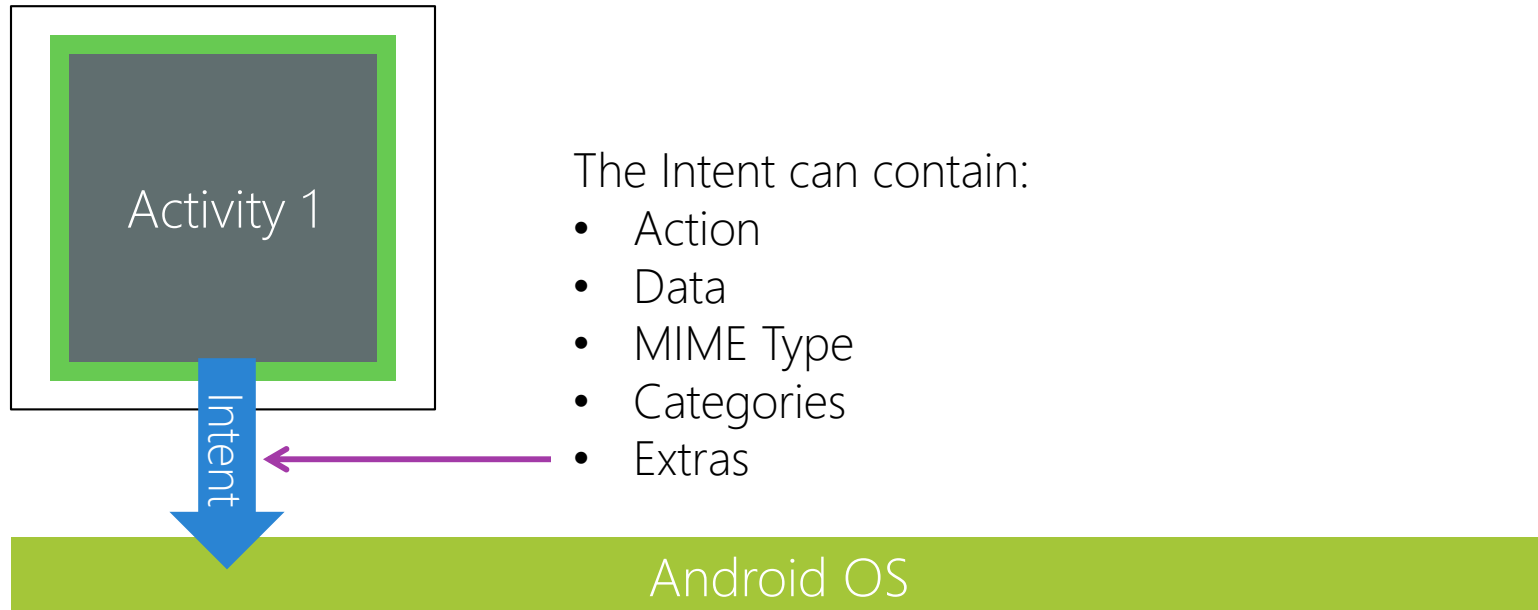 Activity 1
Intent
The Intent can contain:
• Action
• Data
• MIME Type
• Categories
• Extras
Android OS